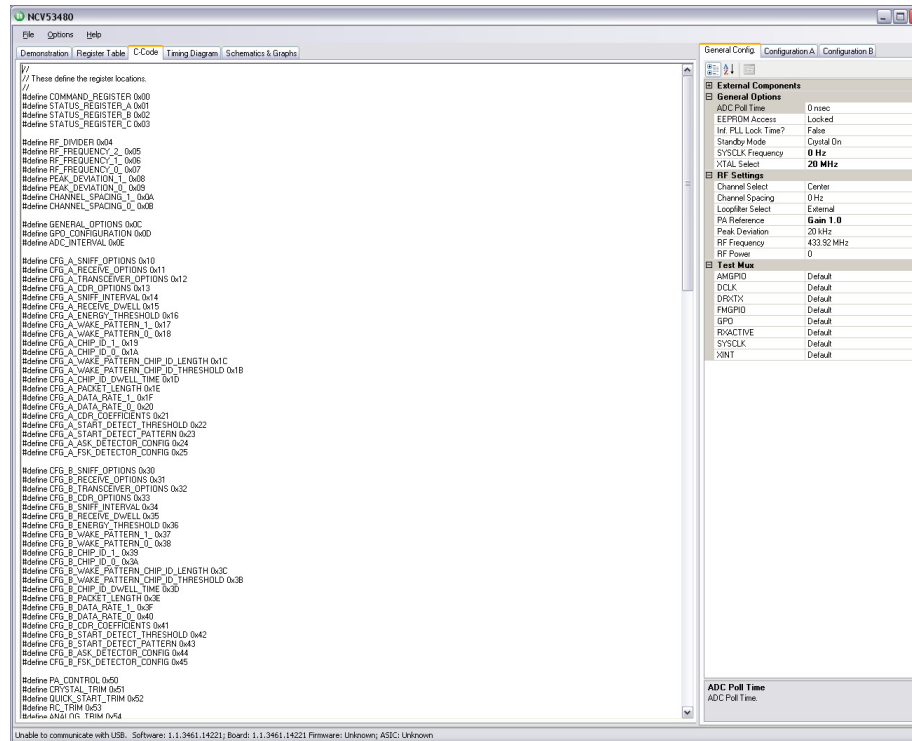 NCV53480
File Options Help
Demonstration Register Table C-Code Timing Diagram Schematics & Graphs
//
// These define the register locations.
//
#define COMMAND_REGISTER 0x00
#define STATUS_REGISTER_A 0x01
#define STATUS_REGISTER_B 0x02
#define STATUS_REGISTER_C 0x03
#define RF_DIVIDER 0x04
#define RF_FREQUENCY_2_ 0x05
#define RF_FREQUENCY_1_ 0x06
#define RF_FREQUENCY_0_ 0x07
#define PEAK_DEVIATION_1_ 0x08
#define PEAK_DEVIATION_0_ 0x09
#define CHANNEL_SPACING_1_ 0x0A
#define CHANNEL_SPACING_0_ 0x0B
#define GENERAL_OPTIONS 0x0C
#define GPO_CONFIGURATION 0x0D
#define ADC_INTERVAL 0x0E
#define CFG_A_SNIFF_OPTIONS 0x10
#define CFG_A_RECEIVE_OPTIONS 0x11
#define CFG_A_TRANSCEIVER_OPTIONS 0x12
#define CFG_A_CDR_OPTIONS 0x13
#define CFG_A_SNIFF_INTERVAL 0x14
#define CFG_A_RECEIVE_DWELL 0x15
#define CFG_A_ENERGY_THRESHOLD 0x16
#define CFG_A_WAKE_PATTERN_1_ 0x17
#define CFG_A_WAKE_PATTERN_0_ 0x18
#define CFG_A_CHIP_ID_1_ 0x19
#define CFG_A_CHIP_ID_0_ 0x1A
#define CFG_A_WAKE_PATTERN_CHIP_ID_LENGTH 0x1C
#define CFG_A_WAKE_PATTERN_CHIP_ID_THRESHOLD 0x1B
#define CFG_A_CHIP_ID_DWELL_TIME 0x1D
#define CFG_A_PACKET_LENGTH 0x1E
#define CFG_A_DATA_RATE_1_ 0x1F
#define CFG_A_DATA_RATE_0_ 0x20
#define CFG_A_CDR_COEFFICIENTS 0x21
#define CFG_A_START_DETECT_THRESHOLD 0x22
#define CFG_A_START_DETECT_PATTERN 0x23
#define CFG_A_ASK_DETECTOR_CONFIG 0x24
#define CFG_A_FSK_DETECTOR_CONFIG 0x25
#define CFG_B_SNIFF_OPTIONS 0x30
#define CFG_B_RECEIVE_OPTIONS 0x31
#define CFG_B_TRANSCEIVER_OPTIONS 0x32
#define CFG_B_CDR_OPTIONS 0x33
#define CFG_B_SNIFF_INTERVAL 0x34
#define CFG_B_RECEIVE_DWELL 0x35
#define CFG_B_ENERGY_THRESHOLD 0x36
#define CFG_B_WAKE_PATTERN_1_ 0x37
#define CFG_B_WAKE_PATTERN_0_ 0x38
#define CFG_B_CHIP_ID_1_ 0x39
#define CFG_B_CHIP_ID_0_ 0x3A
#define CFG_B_WAKE_PATTERN_CHIP_ID_LENGTH 0x3C
#define CFG_B_WAKE_PATTERN_CHIP_ID_THRESHOLD 0x3B
#define CFG_B_CHIP_ID_DWELL_TIME 0x3D
#define CFG_B_PACKET_LENGTH 0x3E
#define CFG_B_DATA_RATE_1_ 0x3F
#define CFG_B_DATA_RATE_0_ 0x40
#define CFG_B_CDR_COEFFICIENTS 0x41
#define CFG_B_START_DETECT_THRESHOLD 0x42
#define CFG_B_START_DETECT_PATTERN 0x43
#define CFG_B_ASK_DETECTOR_CONFIG 0x44
#define CFG_B_FSK_DETECTOR_CONFIG 0x45
#define PA_CONTROL 0x50
#define CRYSTAL_TRIM 0x51
#define QUICK_START_TRIM 0x52
#define RC_TRIM 0x53
#define ANALOG_TRIM 0x54
General Config. Configuration A Configuration B
External Components
General Options
ADC Poll Time 0 nsec
EEPROM Access Locked
Inf. PLL Lock Time? False
Standby Mode Crystal On
SYSCLK Frequency 0 Hz
XTAL Select 20 MHz
RF Settings
Channel Select Center
Channel Spacing 0 Hz
Loopfilter Select External
PA Reference Gain 1.0
Peak Deviation 20 kHz
RF Frequency 433.92 MHz
RF Power 0
Test Mux
AMGPIO Default
DCLK Default
DRXTX Default
FMGPIO Default
GPO Default
RXACTIVE Default
SYSCLK Default
XINT Default
ADC Poll Time
ADC Poll Time.
Unable to communicate with USB. Software: 1.1.3461.14221; Board: 1.1.3461.14221 Firmware: Unknown; ASIC: Unknown